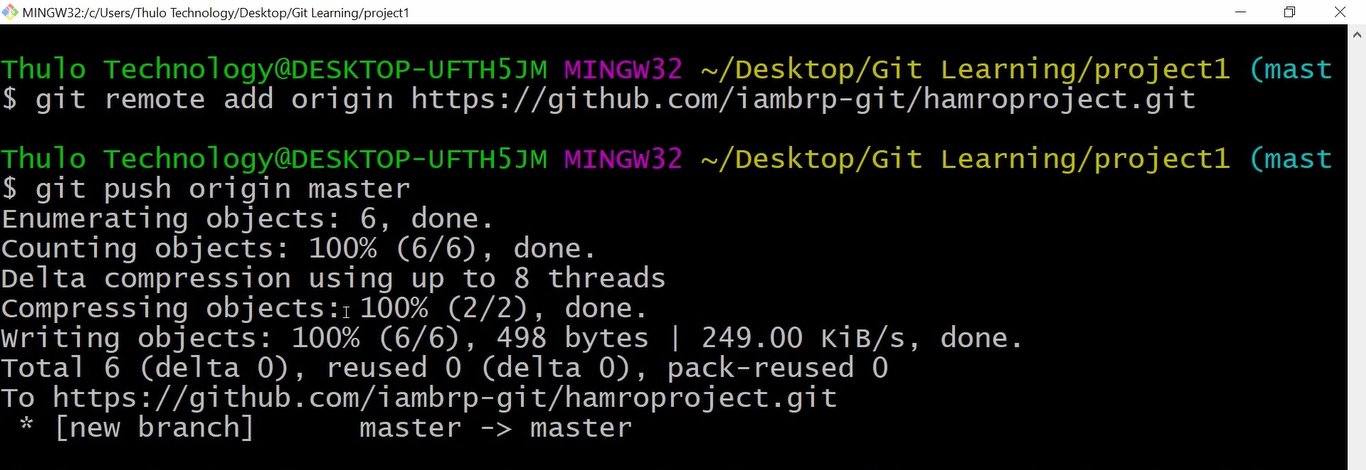 MINGW32:/c/Users/Thulo Technology/Desktop/Git Learning/project1
Thulo Technology@DESKTOP-UFTH5JM MINGW32 ~/Desktop/Git Learning/project1 (mast
$ git remote add origin https://github.com/iambrp-git/hamroproject.git
Thulo Technology@DESKTOP-UFTH5JM MINGW32 ~/Desktop/Git Learning/project1 (mast
$ git push origin master
Enumerating objects: 6, done.
Counting objects: 100% (6/6), done.
Delta compression using up to 8 threads
Compressing objects: 100% (2/2), done.
Writing objects: 100% (6/6), 498 bytes | 249.00 KiB/s, done.
Total 6 (delta 0), reused 0 (delta 0), pack-reused 0
To https://github.com/iambrp-git/hamroproject.git
 * [new branch]      master -> master